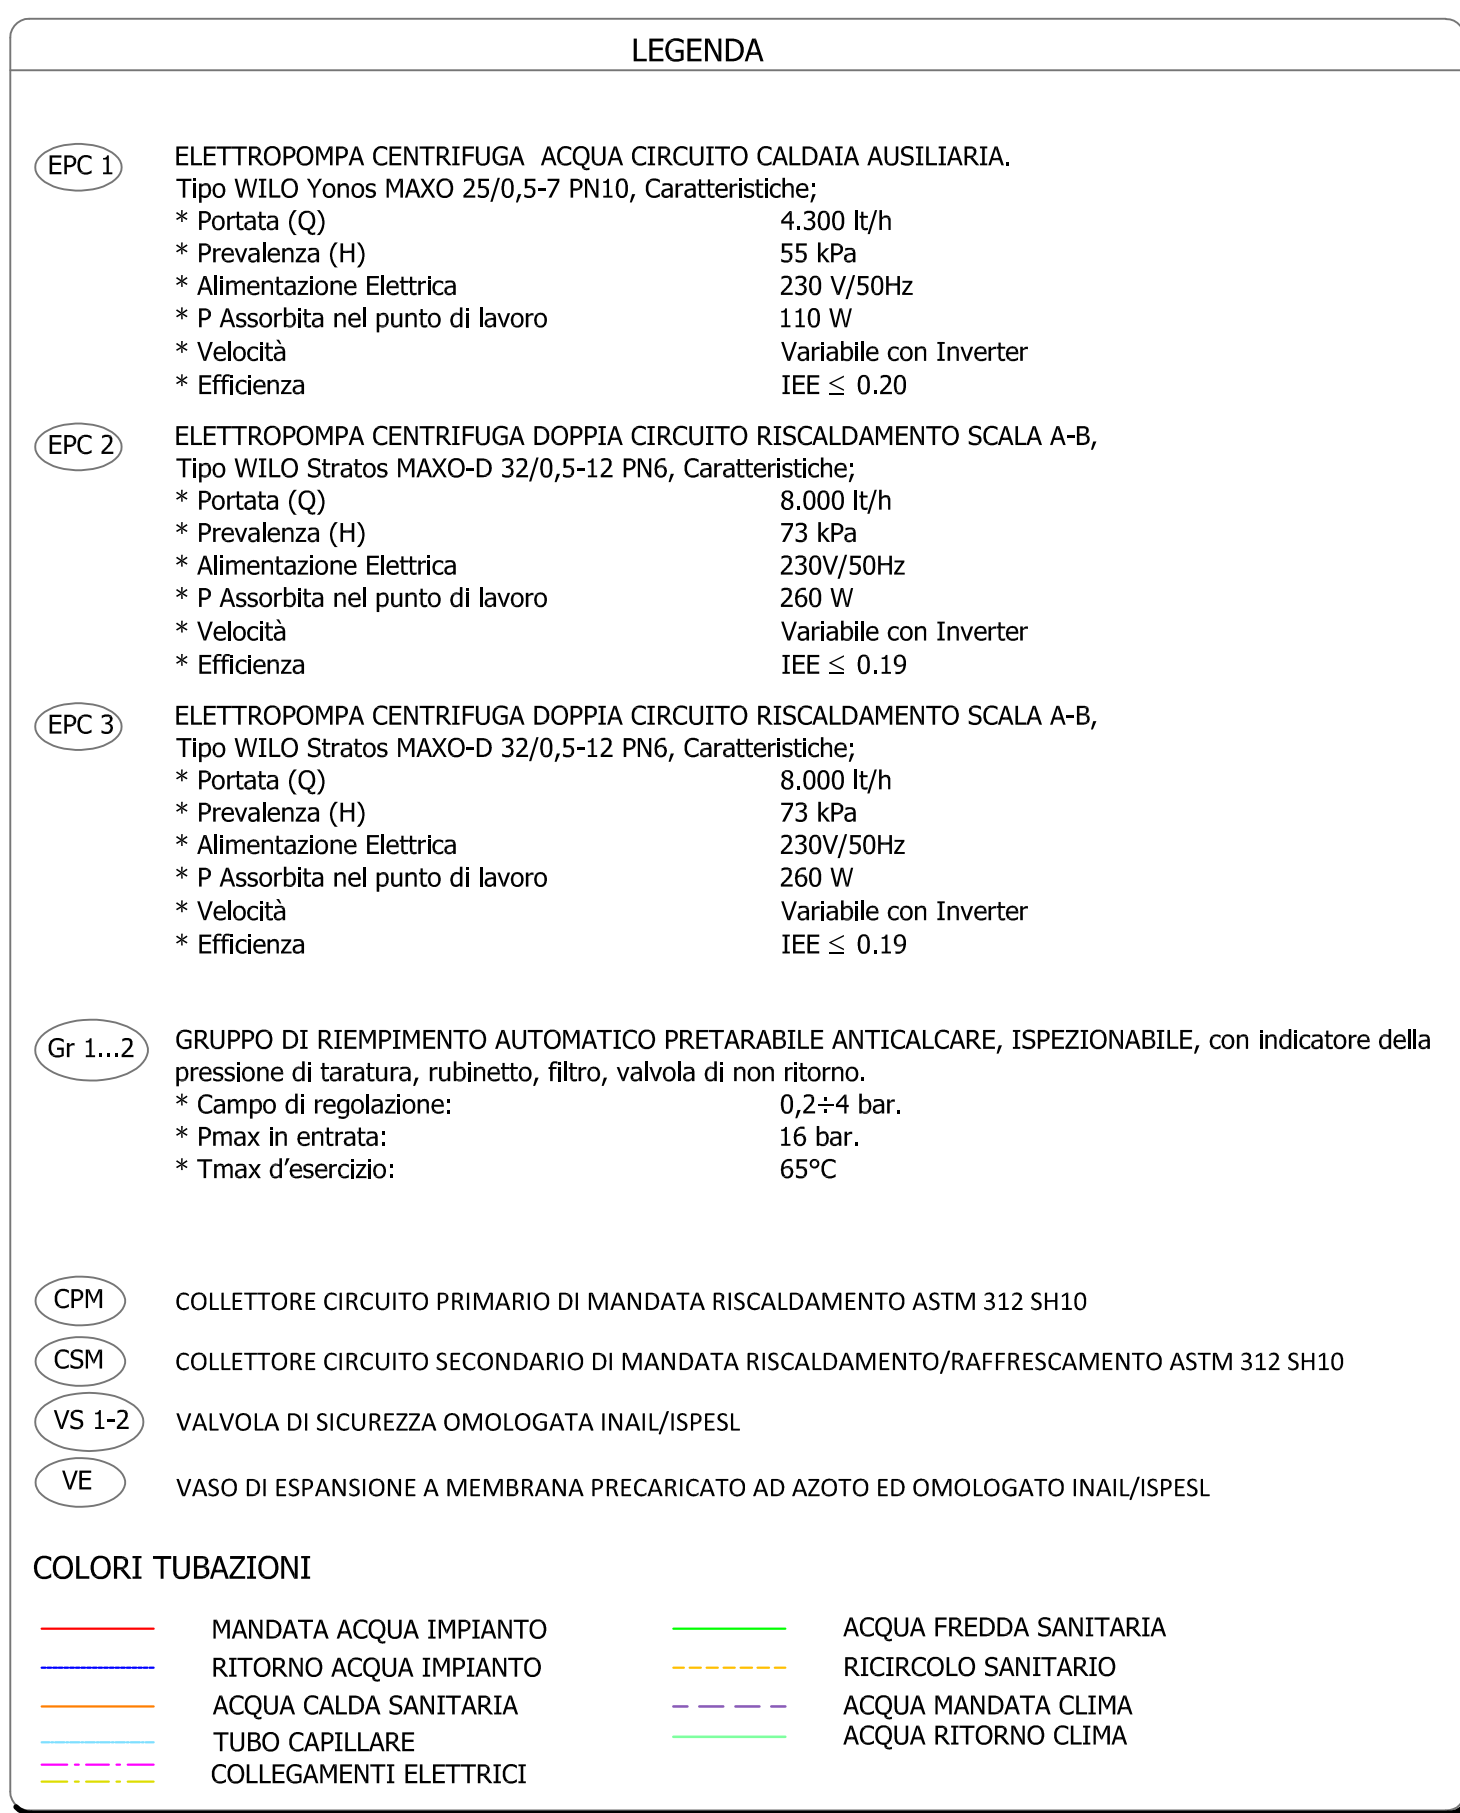 LEGENDA
EPC 1
ELETTROPOMPA CENTRIFUGA ACQUA CIRCUITO CALDAIA AUSILIARIA.
Tipo WILO Yonos MAXO 25/0,5-7 PN10, Caratteristiche;
* Portata (Q) 4.300 lt/h
* Prevalenza (H) 55 kPa
* Alimentazione Elettrica 230 V/50Hz
* P Assorbita nel punto di lavoro 110 W
* Velocità Variabile con Inverter
* Efficienza IEE ≤ 0.20
EPC 2
ELETTROPOMPA CENTRIFUGA DOPPIA CIRCUITO RISCALDAMENTO SCALA A-B,
Tipo WILO Stratos MAXO-D 32/0,5-12 PN6, Caratteristiche;
* Portata (Q) 8.000 lt/h
* Prevalenza (H) 73 kPa
* Alimentazione Elettrica 230V/50Hz
* P Assorbita nel punto di lavoro 260 W
* Velocità Variabile con Inverter
* Efficienza IEE ≤ 0.19
EPC 3
ELETTROPOMPA CENTRIFUGA DOPPIA CIRCUITO RISCALDAMENTO SCALA A-B,
Tipo WILO Stratos MAXO-D 32/0,5-12 PN6, Caratteristiche;
* Portata (Q) 8.000 lt/h
* Prevalenza (H) 73 kPa
* Alimentazione Elettrica 230V/50Hz
* P Assorbita nel punto di lavoro 260 W
* Velocità Variabile con Inverter
* Efficienza IEE ≤ 0.19
Gr 1...2
GRUPPO DI RIEMPIMENTO AUTOMATICO PRETARABILE ANTICALCARE, ISPEZIONABILE, con indicatore della
pressione di taratura, rubinetto, filtro, valvola di non ritorno.
* Campo di regolazione: 0,2÷4 bar.
* Pmax in entrata: 16 bar.
* Tmax d'esercizio: 65°C
CPM COLLETTORE CIRCUITO PRIMARIO DI MANDATA RISCALDAMENTO ASTM 312 SH10
CSM COLLETTORE CIRCUITO SECONDARIO DI MANDATA RISCALDAMENTO/RAFFRESCAMENTO ASTM 312 SH10
VS 1-2 VALVOLA DI SICUREZZA OMOLOGATA INAIL/ISPESL
VE VASO DI ESPANSIONE A MEMBRANA PRECARICATO AD AZOTO ED OMOLOGATO INAIL/ISPESL
COLORI TUBAZIONI
MANDATA ACQUA IMPIANTO
RITORNO ACQUA IMPIANTO
ACQUA CALDA SANITARIA
TUBO CAPILLARE
COLLEGAMENTI ELETTRICI
ACQUA FREDDA SANITARIA
RICIRCOLO SANITARIO
ACQUA MANDATA CLIMA
ACQUA RITORNO CLIMA